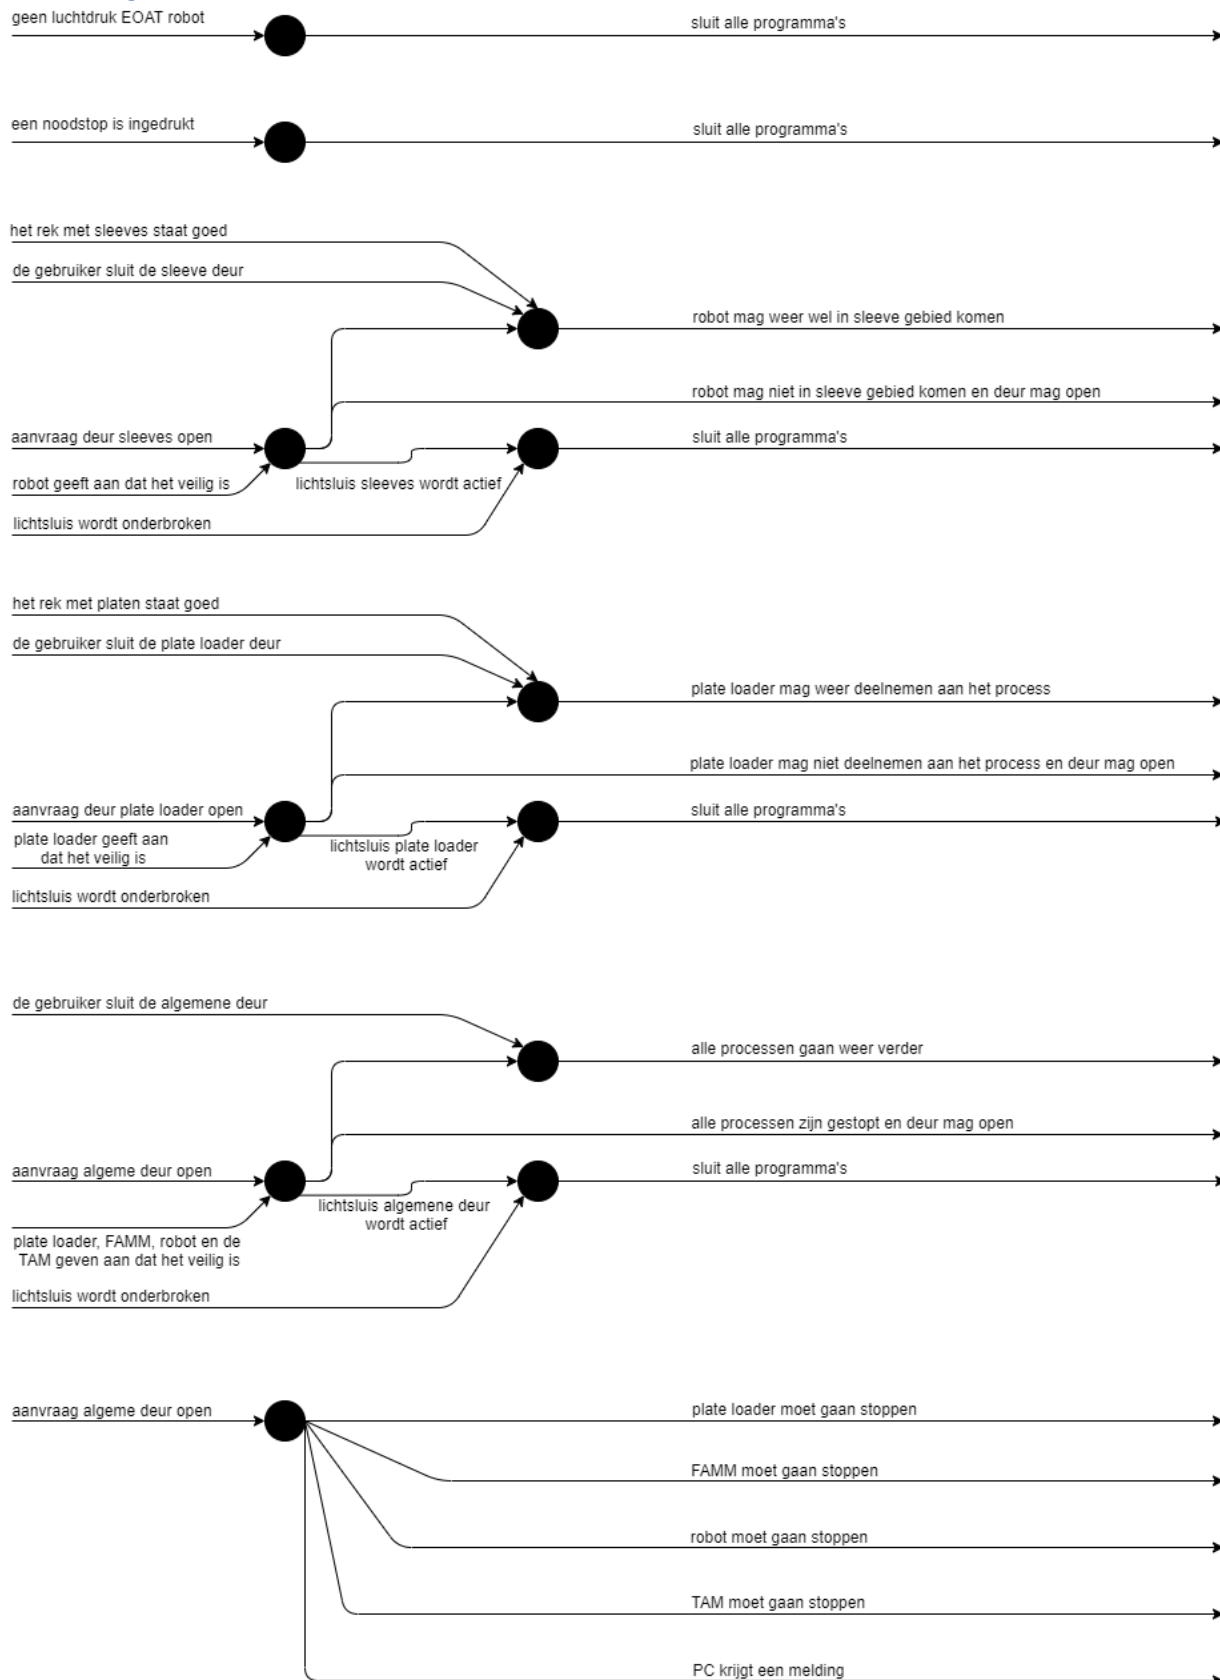 geen luchtdruk EOAT robot
sluit alle programma's
een noodstop is ingedrukt
sluit alle programma's
het rek met sleeves staat goed
de gebruiker sluit de sleeve deur
robot mag weer wel in sleeve gebied komen
robot mag niet in sleeve gebied komen en deur mag open
aanvraag deur sleeves open
sluit alle programma's
robot geeft aan dat het veilig is
lichtsluis sleeves wordt actief
lichtsluis wordt onderbroken
het rek met platen staat goed
de gebruiker sluit de plate loader deur
plate loader mag weer deelnemen aan het process
plate loader mag niet deelnemen aan het process en deur mag open
aanvraag deur plate loader open
sluit alle programma's
plate loader geeft aan
dat het veilig is
lichtsluis plate loader
wordt actief
lichtsluis wordt onderbroken
de gebruiker sluit de algemene deur
alle processen gaan weer verder
alle processen zijn gestopt en deur mag open
aanvraag algeme deur open
sluit alle programma's
lichtsluis algemene deur
wordt actief
plate loader, FAMM, robot en de
TAM geven aan dat het veilig is
lichtsluis wordt onderbroken
aanvraag algeme deur open
plate loader moet gaan stoppen
FAMM moet gaan stoppen
robot moet gaan stoppen
TAM moet gaan stoppen
PC krijgt een melding